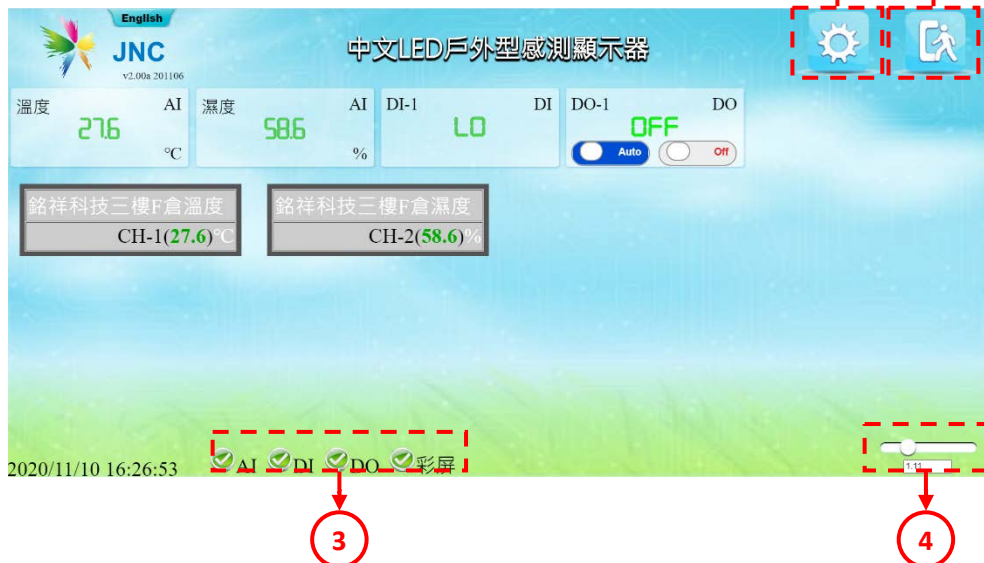 English
JNC
v2.00a 201106
中文LED戶外型感測顯示器
溫度 AI
27.6
℃
濕度 AI
58.6
%
DI-1 DI
LO
DO-1 DO
OFF
Auto Off
銘祥科技三樓F倉溫度
CH-1(27.6)℃
銘祥科技三樓F倉濕度
CH-2(58.6)%
2020/11/10 16:26:53
AI DI DO 彩屏
1.11
3
4